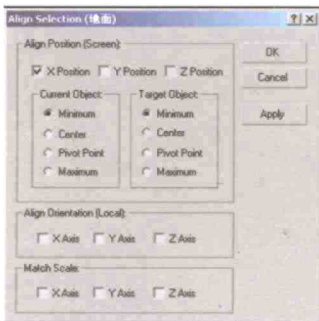 Align Selection (地面)
Align Position (Screen):
X Position Y Position Z Position
Current Object:
Minimum
Center
Pivot Point
Maximum
Target Object:
Minimum
Center
Pivot Point
Maximum
Align Orientation (Local):
X Axis Y Axis Z Axis
Match Scale:
X Axis Y Axis Z Axis
OK
Cancel
Apply